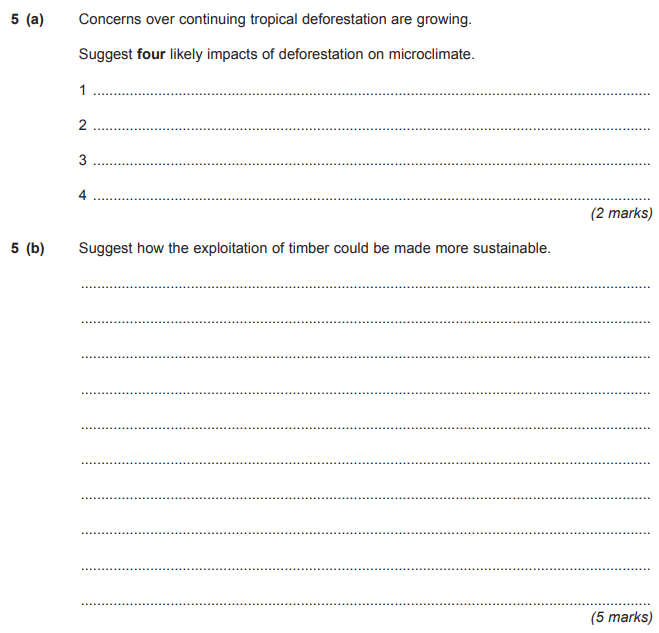 5 (a) Concerns over continuing tropical deforestation are growing.
Suggest four likely impacts of deforestation on microclimate.
1 ....................................................................................................
2 ....................................................................................................
3 ....................................................................................................
4 ....................................................................................................
(2 marks)
5 (b) Suggest how the exploitation of timber could be made more sustainable.
....................................................................................................
....................................................................................................
....................................................................................................
....................................................................................................
....................................................................................................
....................................................................................................
....................................................................................................
....................................................................................................
....................................................................................................
....................................................................................................
(5 marks)